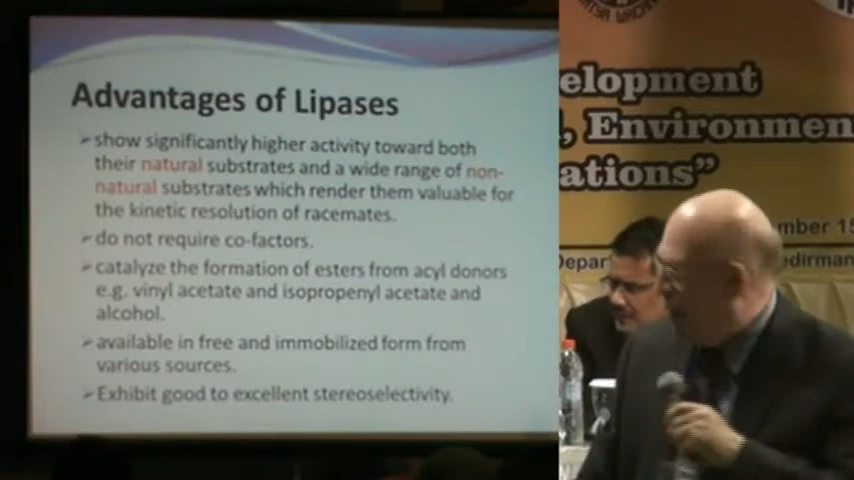 Advantages of Lipases
➢show significantly higher activity toward both
their natural substrates and a wide range of non-
natural substrates which render them valuable for
the kinetic resolution of racemates.
➢do not require co-factors.
➢catalyze the formation of esters from acyl donors
e.g. vinyl acetate and isopropenyl acetate and
alcohol.
➢available in free and immobilized form from
various sources.
➢Exhibit good to excellent stereoselectivity.
elopment
, Environmen
ations”
mber 15
Depar
edirman